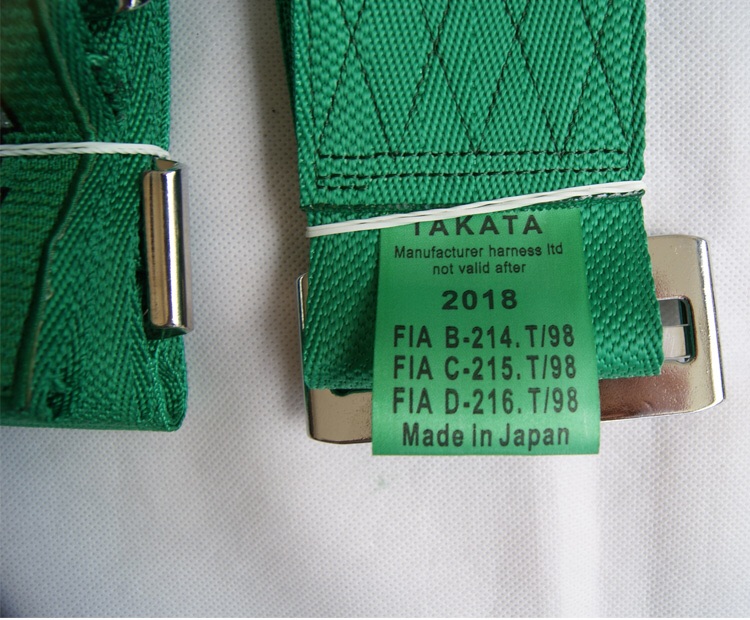 TAKATA
Manufacturer harness ltd
not valid after
2018
FIA B-214. T/98
FIA C-215. T/98
FIA D-216. T/98
Made in Japan